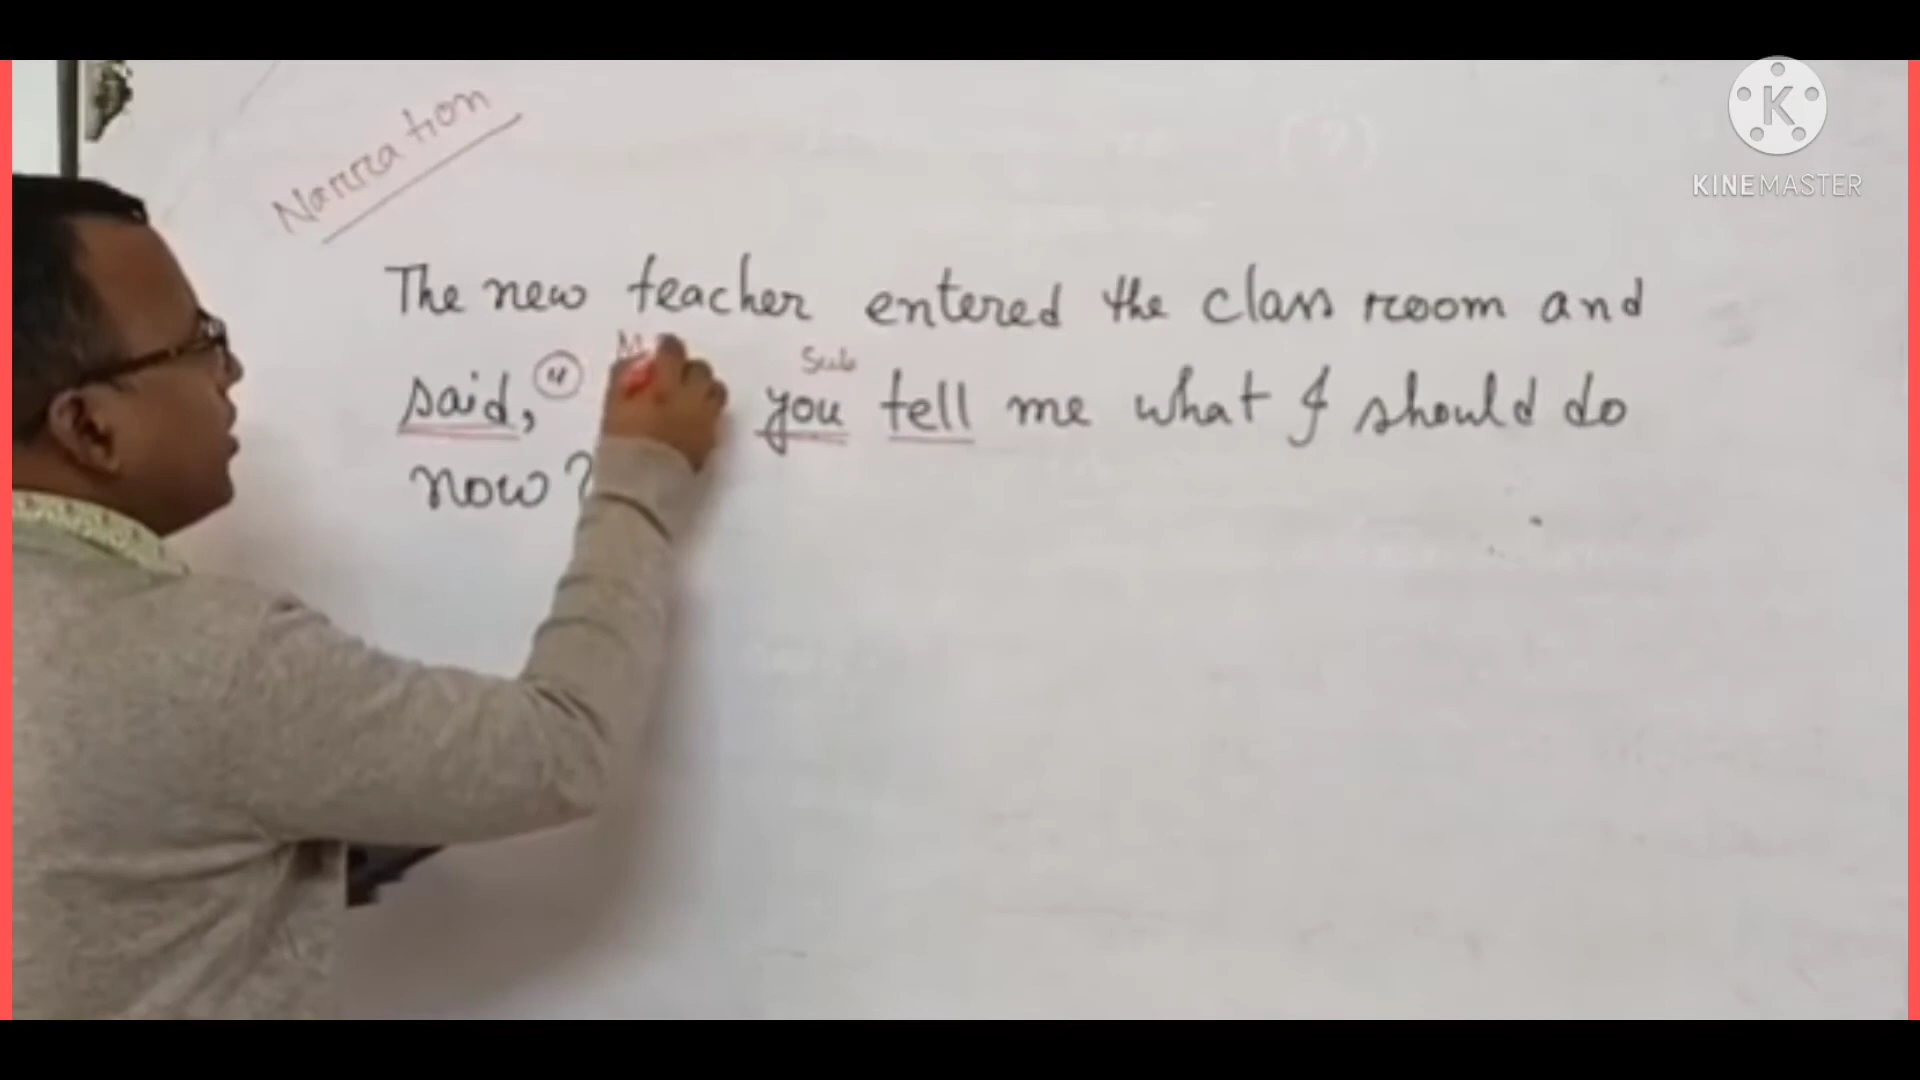 Narration
The new teacher entered the class room and
Sub
said, " you tell me what I should do
now?
KINEMASTER